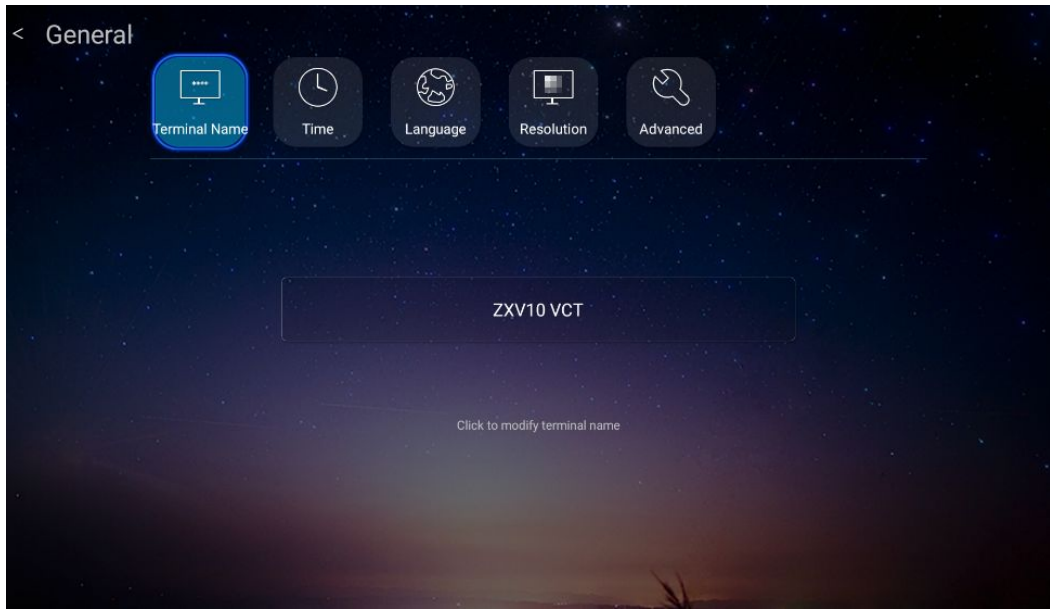 < General
Terminal Name
Time
Language
Resolution
Advanced
ZXV10 VCT
Click to modify terminal name